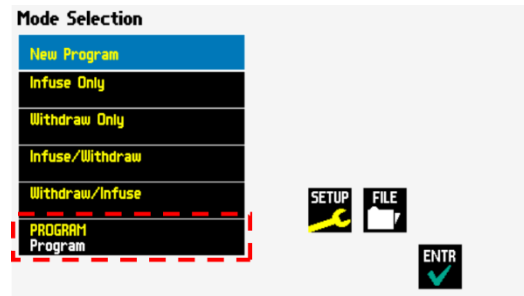 Mode Selection
New Program
Infuse Only
Withdraw Only
Infuse/Withdraw
Withdraw/Infuse
PROGRAM
Program
SETUP FILE
ENTR